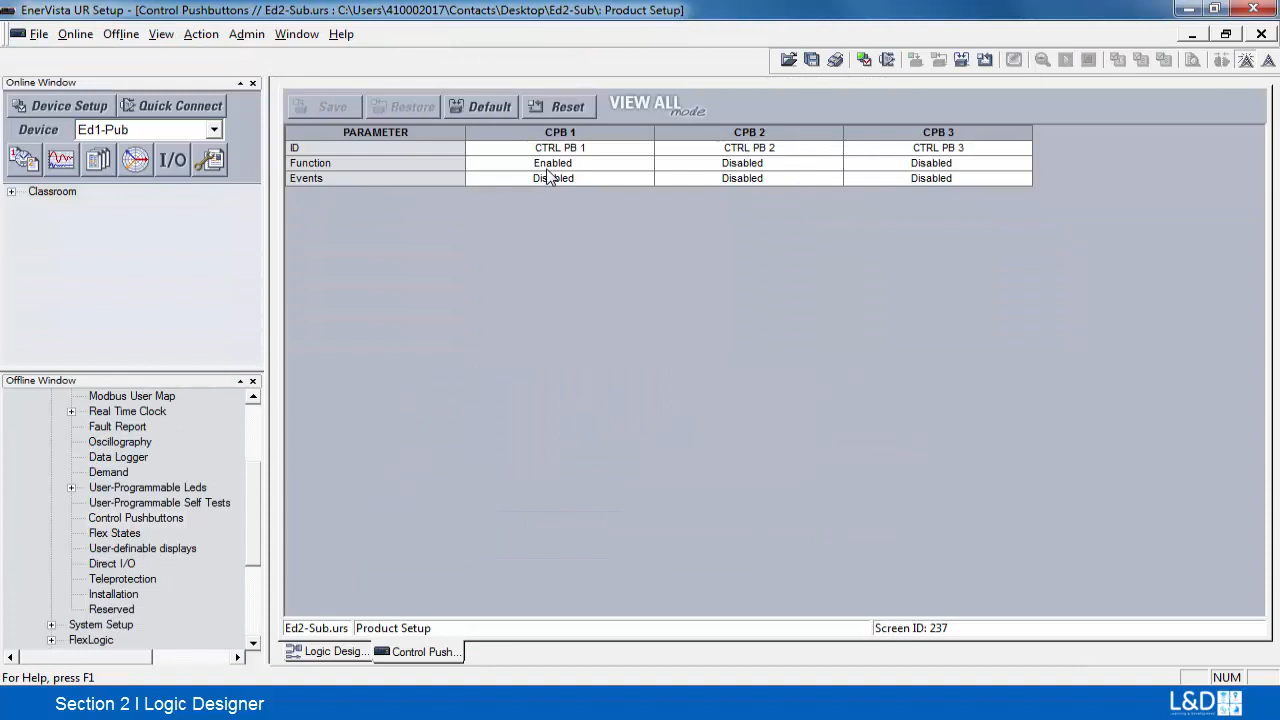 EnerVista UR Setup - [Control Pushbuttons // Ed2-Sub.urs : C:\Users\410002017\Contacts\Desktop\Ed2-Sub\: Product Setup]
File Online Offline View Action Admin Window Help
Online Window
Device Setup Quick Connect
Device Ed1-Pub
I/O
Classroom
Save Restore Default Reset VIEW ALL mode
PARAMETER CPB 1 CPB 2 CPB 3
ID CTRL PB 1 CTRL PB 2 CTRL PB 3
Function Enabled Disabled Disabled
Events Disabled Disabled Disabled
Offline Window
Modbus User Map
Real Time Clock
Fault Report
Oscillography
Data Logger
Demand
User-Programmable Leds
User-Programmable Self Tests
Control Pushbuttons
Flex States
User-definable displays
Direct I/O
Teleprotection
Installation
Reserved
System Setup
FlexLogic
Ed2-Sub.urs Product Setup Screen ID: 237
Logic Desig... Control Push...
For Help, press F1 NUM
Section 2 I Logic Designer
L&D